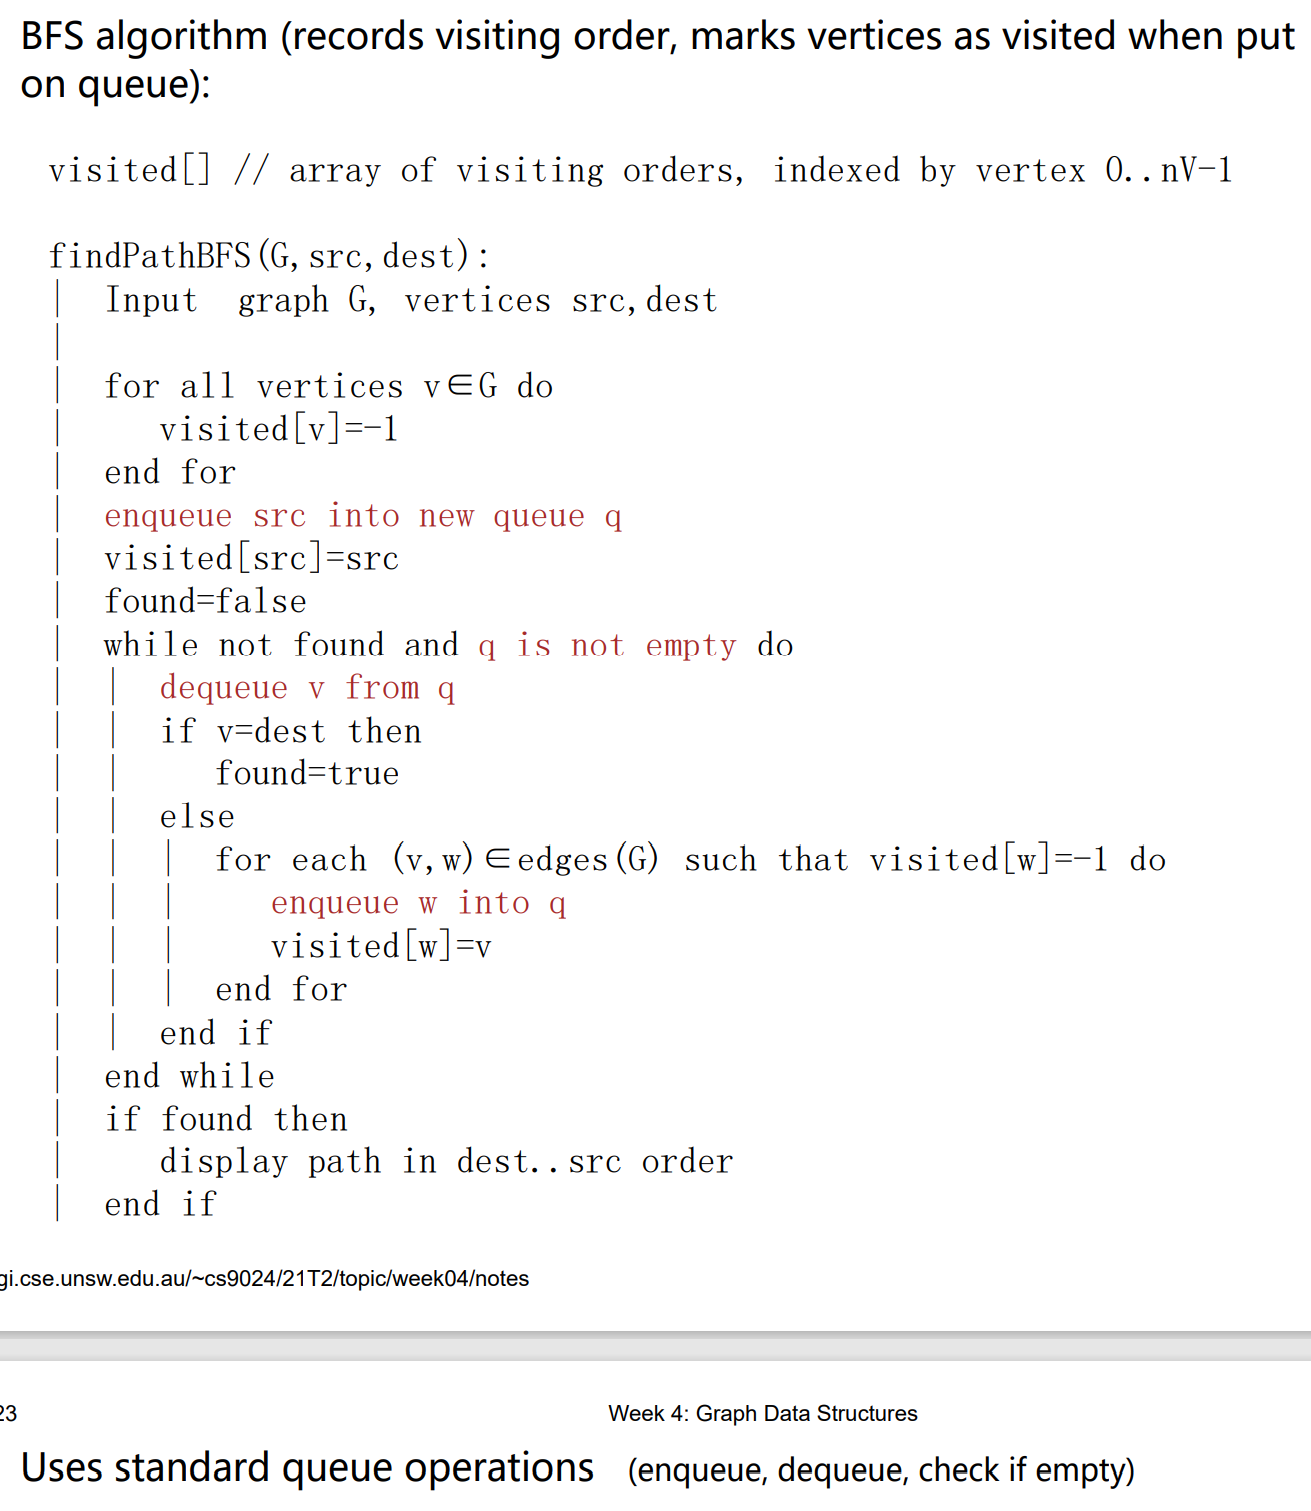 BFS algorithm (records visiting order, marks vertices as visited when put
on queue):
visited[] // array of visiting orders, indexed by vertex 0..nV-1
findPathBFS(G,src,dest):
| Input graph G, vertices src,dest
|
| for all vertices v∈G do
| visited[v]=-1
| end for
| enqueue src into new queue q
| visited[src]=src
| found=false
| while not found and q is not empty do
| | dequeue v from q
| | if v=dest then
| | found=true
| | else
| | | for each (v,w)∈edges(G) such that visited[w]=-1 do
| | | enqueue w into q
| | | visited[w]=v
| | | end for
| | end if
| end while
| if found then
| display path in dest..src order
| end if
gi.cse.unsw.edu.au/~cs9024/21T2/topic/week04/notes
23 Week 4: Graph Data Structures
Uses standard queue operations (enqueue, dequeue, check if empty)